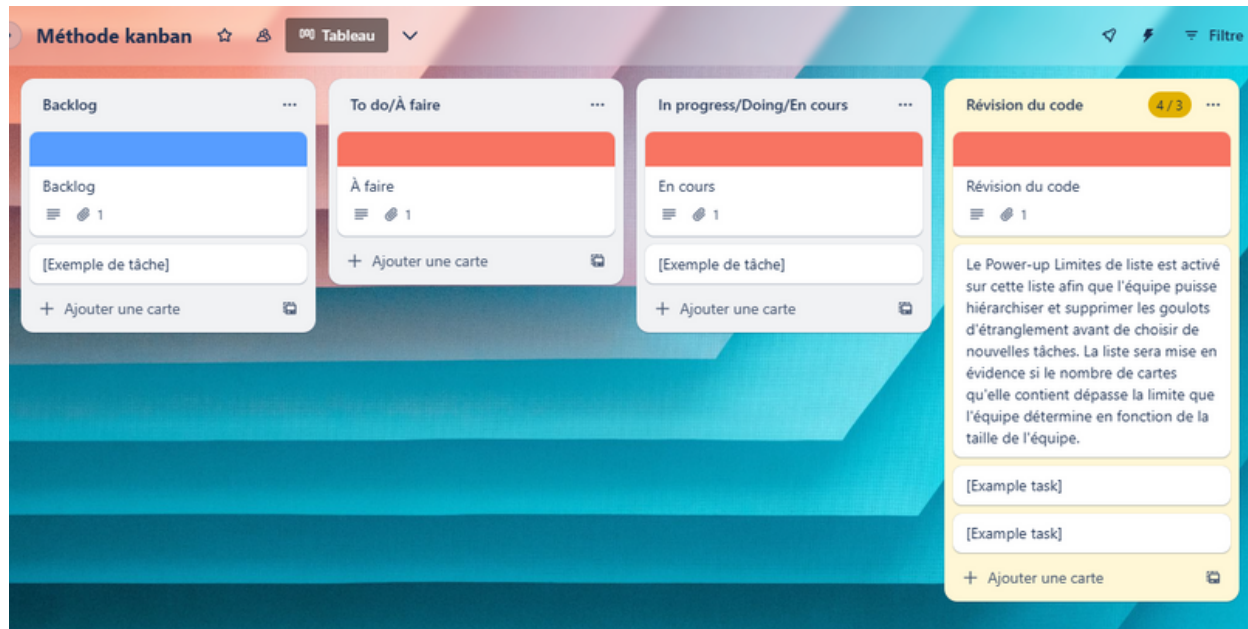 Méthode kanban
Tableau
Filtre
Backlog
Backlog
1
[Exemple de tâche]
+ Ajouter une carte
To do/À faire
À faire
1
+ Ajouter une carte
In progress/Doing/En cours
En cours
1
[Exemple de tâche]
+ Ajouter une carte
Révision du code
4/3
Révision du code
1
Le Power-up Limites de liste est activé
sur cette liste afin que l'équipe puisse
hiérarchiser et supprimer les goulots
d'étranglement avant de choisir de
nouvelles tâches. La liste sera mise en
évidence si le nombre de cartes
qu'elle contient dépasse la limite que
l'équipe détermine en fonction de la
taille de l'équipe.
[Example task]
[Example task]
+ Ajouter une carte